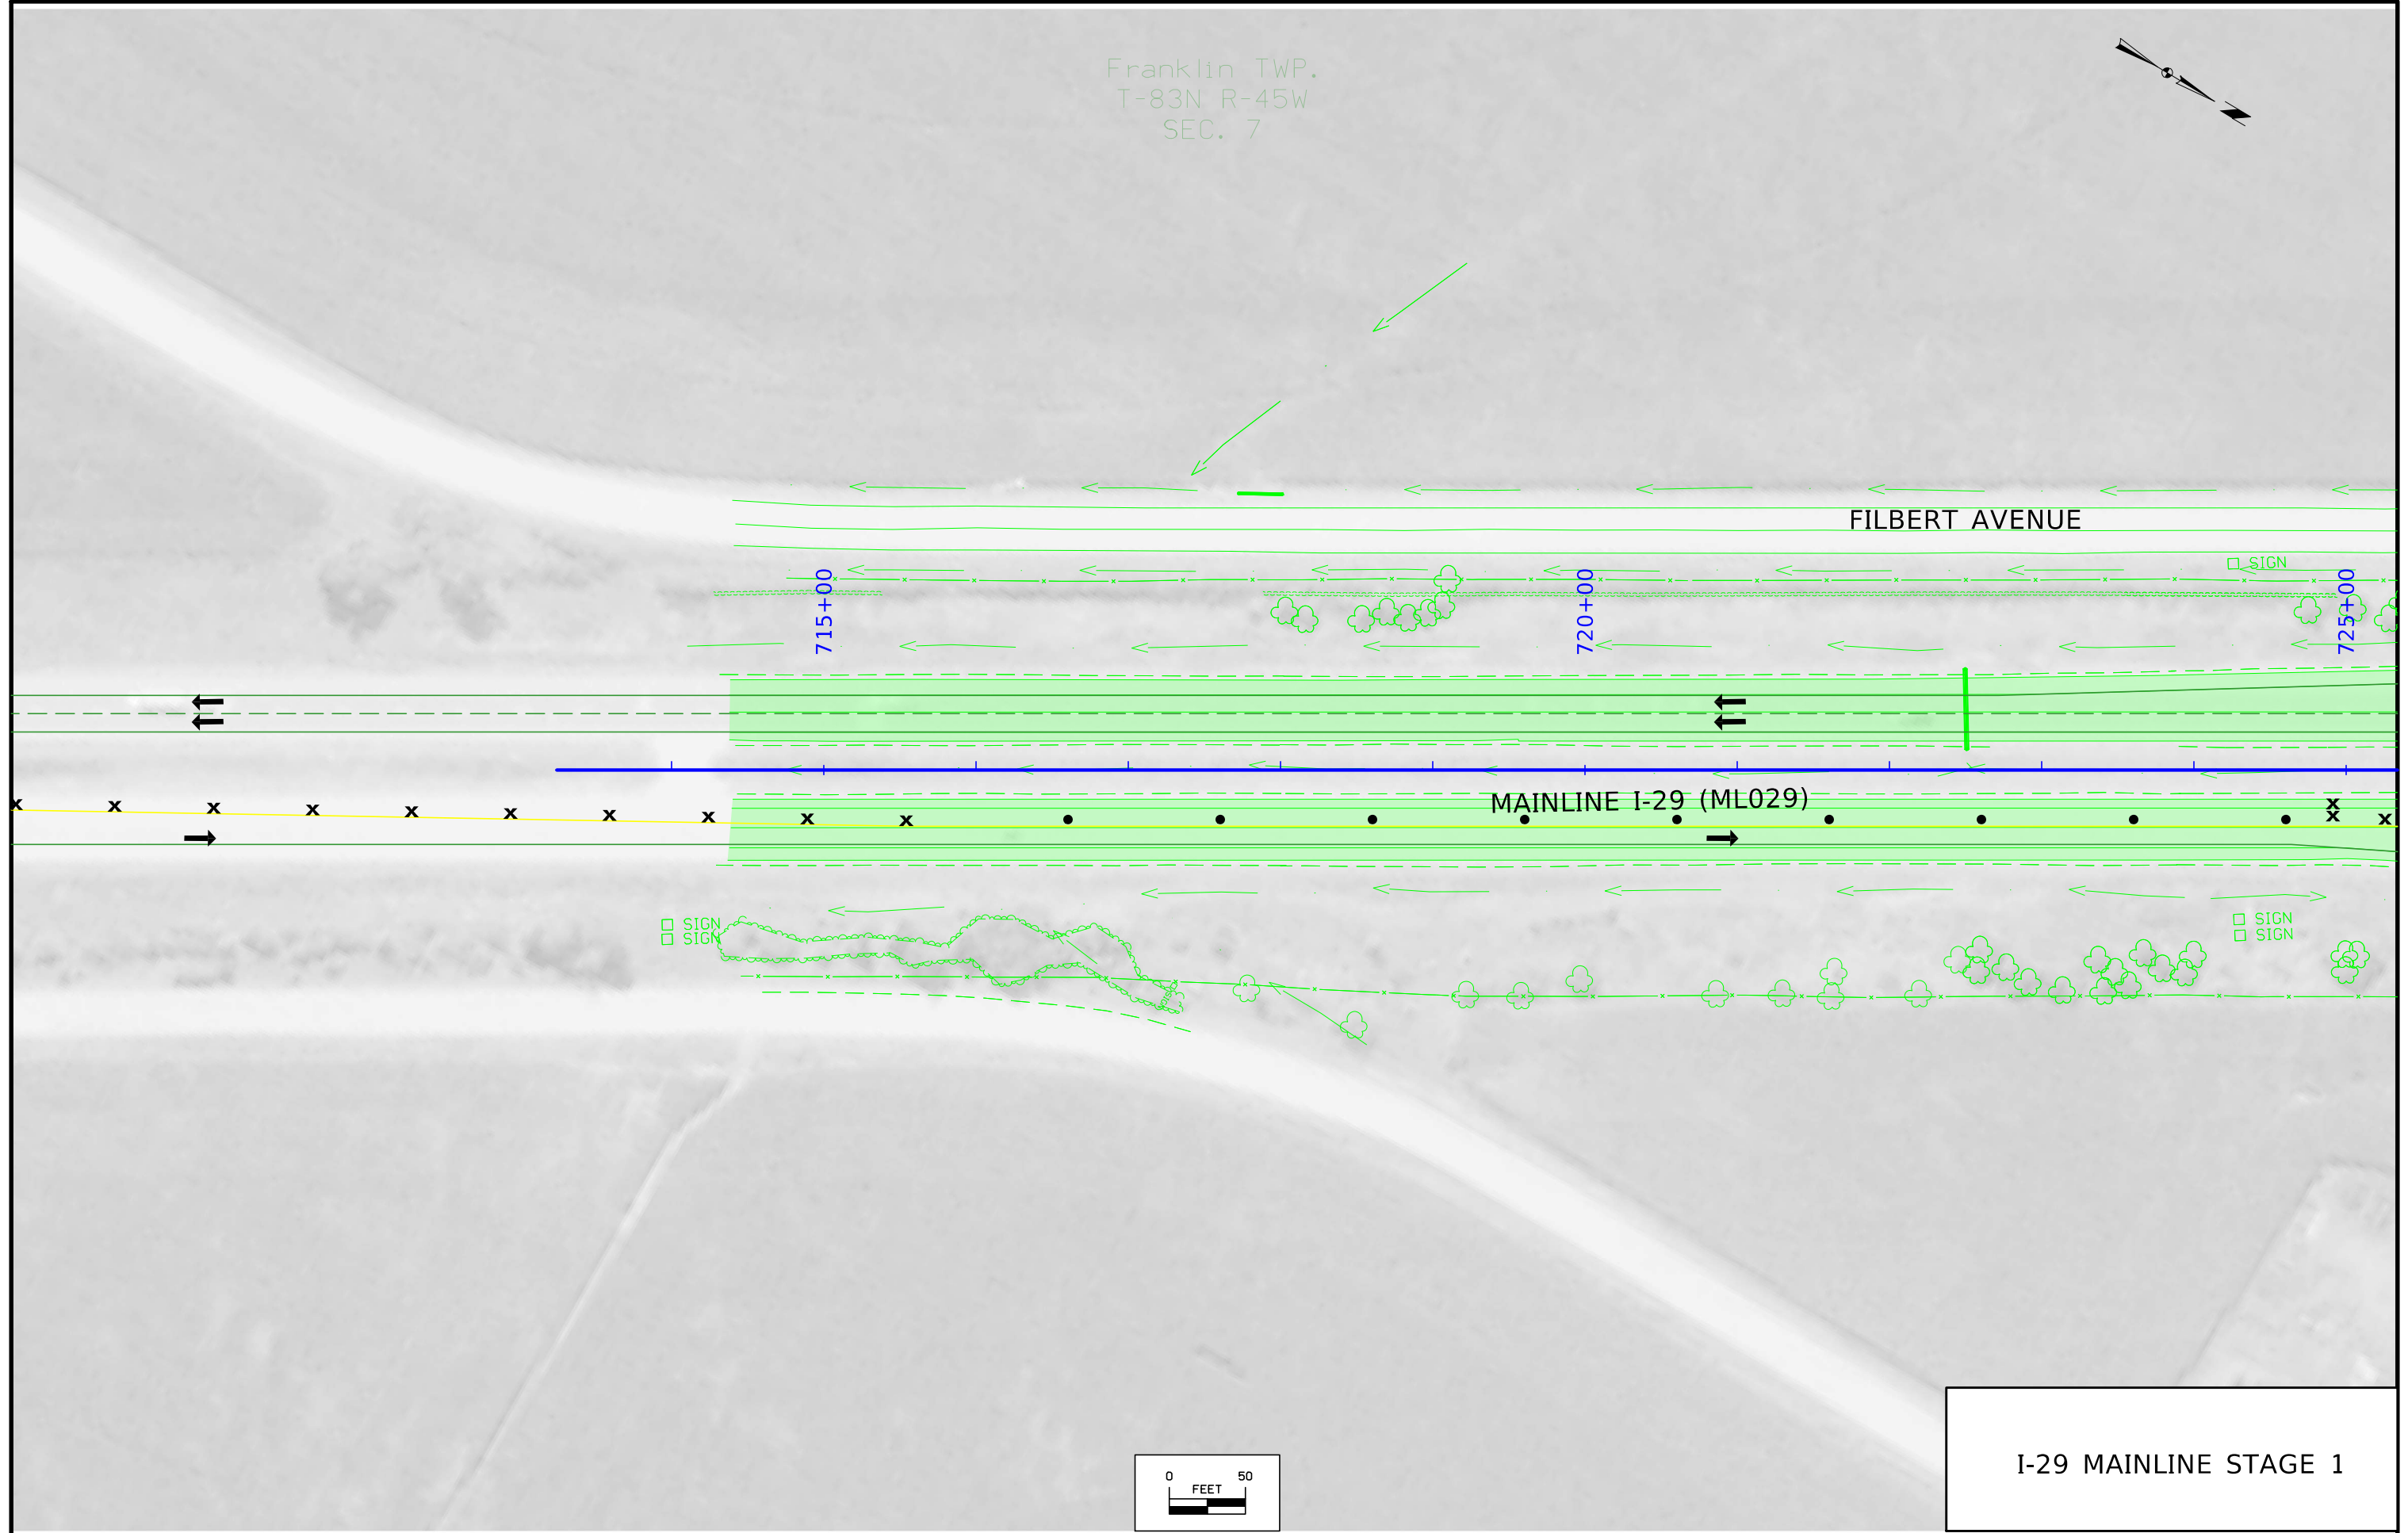 Franklin TWP.
T-83N R-45W
SEC. 7
N
FILBERT AVENUE
SIGN
715+00
720+00
725+00
MAINLINE I-29 (ML029)
SIGN
SIGN
SIGN
SIGN
0 50
FEET
I-29 MAINLINE STAGE 1